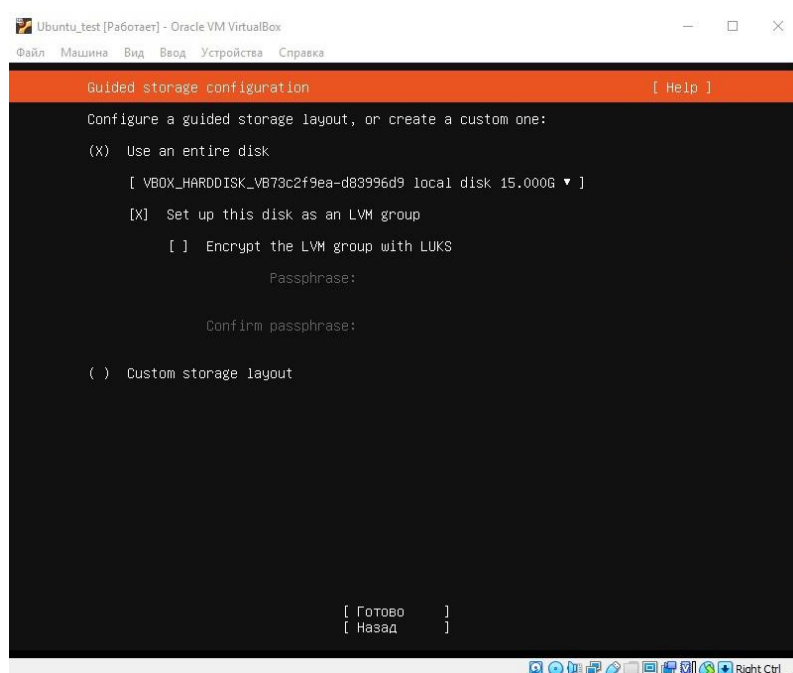 Ubuntu_test [Работает] - Oracle VM VirtualBox
Файл Машина Вид Ввод Устройства Справка
Guided storage configuration [ Help ]
Configure a guided storage layout, or create a custom one:
(X) Use an entire disk
[ VBOX_HARDDISK_VB73c2f9ea-d83996d9 local disk 15.000G ▾ ]
[X] Set up this disk as an LVM group
[ ] Encrypt the LVM group with LUKS
Passphrase:
Confirm passphrase:
( ) Custom storage layout
[ Готово ]
[ Назад ]
Right Ctrl